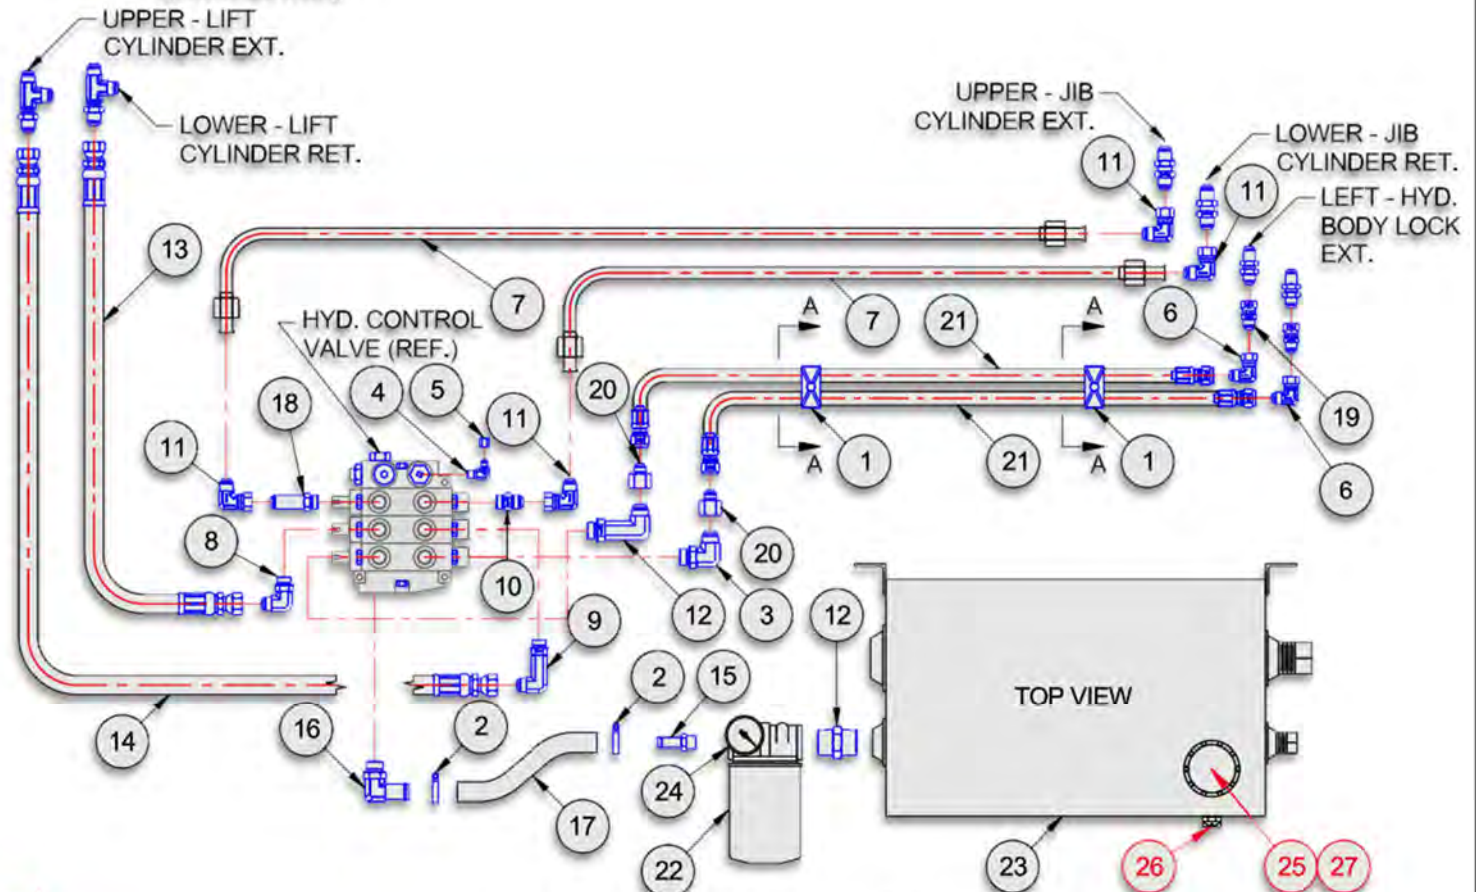 UPPER - LIFT
CYLINDER EXT.
LOWER - LIFT
CYLINDER RET.
UPPER - JIB
CYLINDER EXT.
LOWER - JIB
CYLINDER RET.
LEFT - HYD.
BODY LOCK
EXT.
11
11
13
7
HYD. CONTROL
VALVE (REF.)
A
7
21
A
6
18
4
5
20
11
11
19
A
1
21
A
1
6
8
10
20
12
3
12
9
14
16
2
2
15
TOP VIEW
17
24
22
23
26
25
27